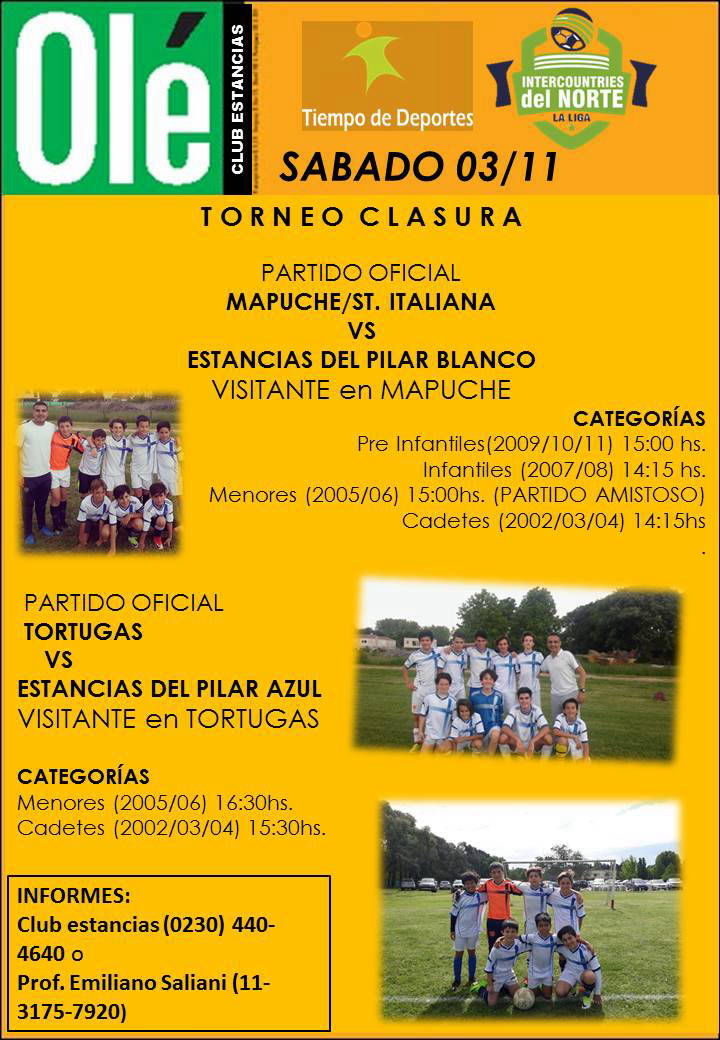 Olé
CLUB ESTANCIAS
Tiempo de Deportes
INTERCOUNTRIES
del NORTE
LA LIGA
SABADO 03/11
TORNEO CLASURA
PARTIDO OFICIAL
MAPUCHE/ST. ITALIANA
VS
ESTANCIAS DEL PILAR BLANCO
VISITANTE en MAPUCHE
CATEGORÍAS
Pre Infantiles(2009/10/11) 15:00 hs.
Infantiles (2007/08) 14:15 hs.
Menores (2005/06) 15:00hs. (PARTIDO AMISTOSO)
Cadetes (2002/03/04) 14:15hs
.
PARTIDO OFICIAL
TORTUGAS
VS
ESTANCIAS DEL PILAR AZUL
VISITANTE en TORTUGAS
CATEGORÍAS
Menores (2005/06) 16:30hs.
Cadetes (2002/03/04) 15:30hs.
INFORMES:
Club estancias (0230) 440-
4640 o
Prof. Emiliano Saliani (11-
3175-7920)